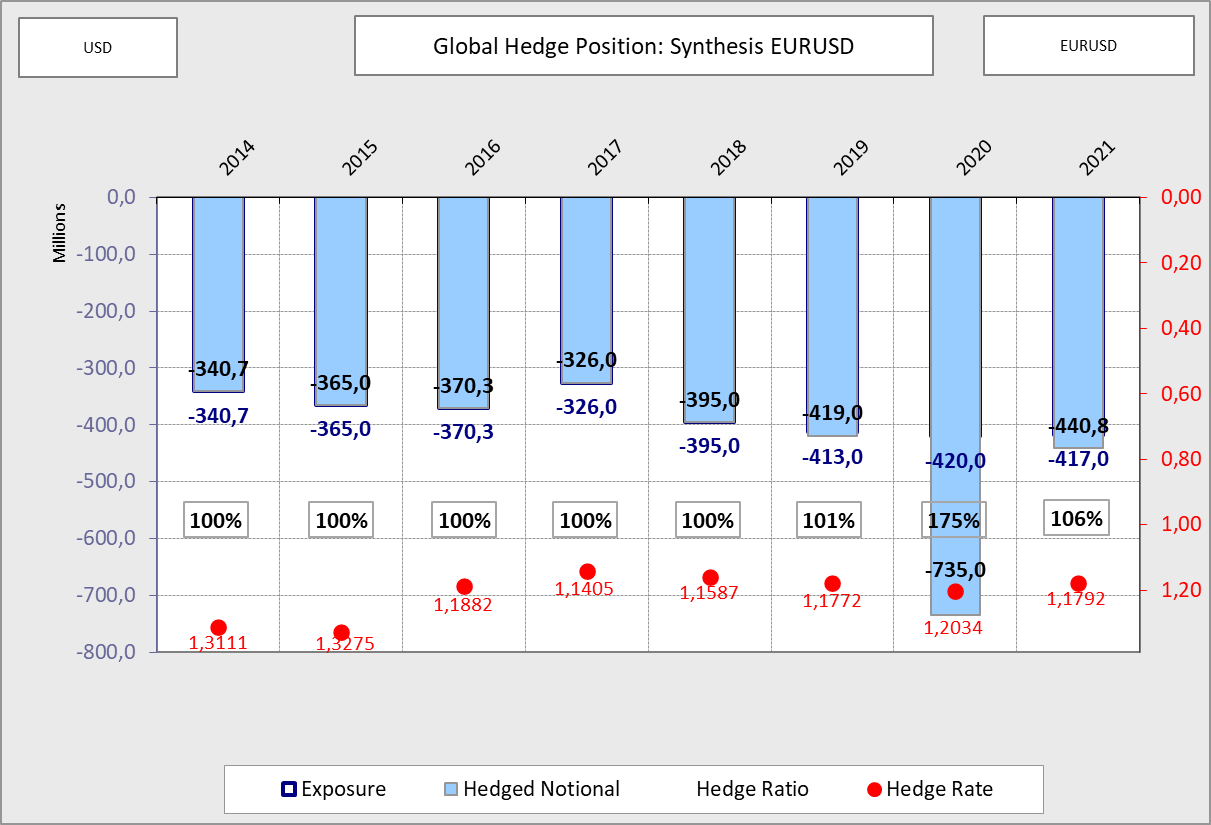 USD
Global Hedge Position: Synthesis EURUSD
EURUSD
2014 2015 2016 2017 2018 2019 2020 2021
Millions
0,0
-100,0
-200,0
-300,0
-400,0
-500,0
-600,0
-700,0
-800,0
0,00
0,20
0,40
0,60
0,80
1,00
1,20
-340,7 -365,0 -370,3 -326,0 -395,0 -419,0 -735,0 -440,8
-340,7 -365,0 -370,3 -326,0 -395,0 -413,0 -420,0 -417,0
100% 100% 100% 100% 100% 101% 175% 106%
1,3111 1,3275 1,1882 1,1405 1,1587 1,1772 1,2034 1,1792
Exposure Hedged Notional Hedge Ratio Hedge Rate